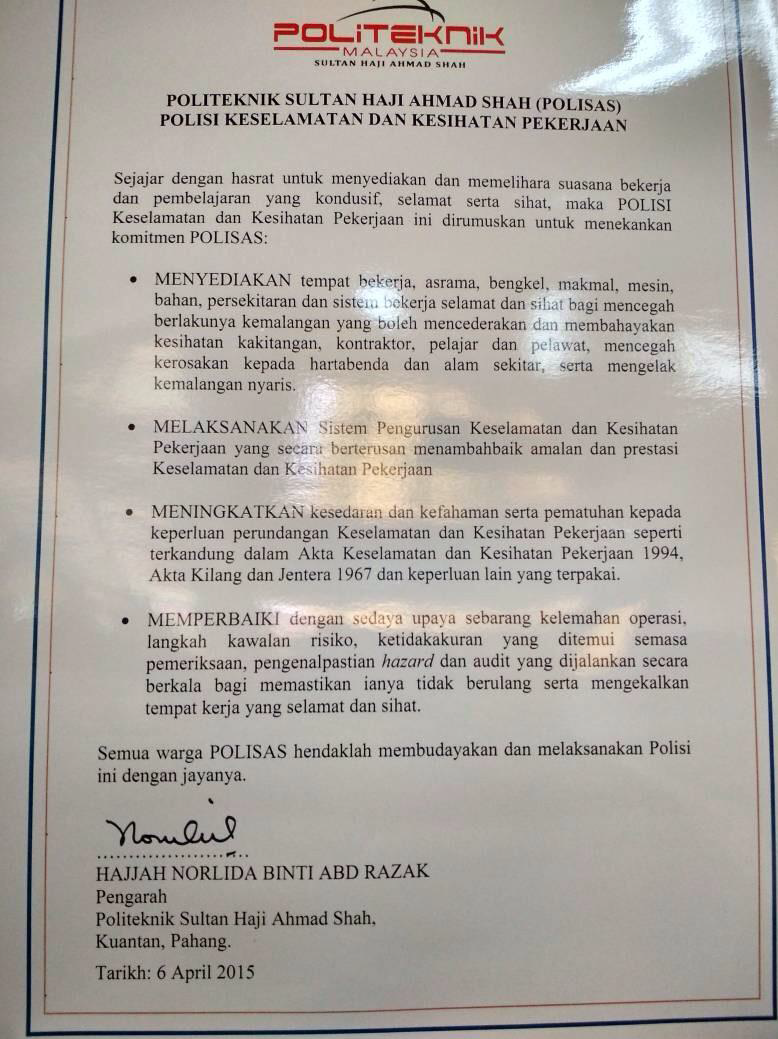 POLITEKNIK
MALAYSIA
SULTAN HAJI AHMAD SHAH
POLITEKNIK SULTAN HAJI AHMAD SHAH (POLISAS)
POLISI KESELAMATAN DAN KESIHATAN PEKERJAAN
Sejajar dengan hasrat untuk menyediakan dan memelihara suasana bekerja
dan pembelajaran yang kondusif, selamat serta sihat, maka POLISI
Keselamatan dan Kesihatan Pekerjaan ini dirumuskan untuk menekankan
komitmen POLISAS:
• MENYEDIAKAN tempat bekerja, asrama, bengkel, makmal, mesin,
bahan, persekitaran dan sistem bekerja selamat dan sihat bagi mencegah
berlakunya kemalangan yang boleh mencederakan dan membahayakan
kesihatan kakitangan, kontraktor, pelajar dan pelawat, mencegah
kerosakan kepada hartabenda dan alam sekitar, serta mengelak
kemalangan nyaris.
• MELAKSANAKAN Sistem Pengurusan Keselamatan dan Kesihatan
Pekerjaan yang secara berterusan menambahbaik amalan dan prestasi
Keselamatan dan Kesihatan Pekerjaan
• MENINGKATKAN kesedaran dan kefahaman serta pematuhan kepada
keperluan perundangan Keselamatan dan Kesihatan Pekerjaan seperti
terkandung dalam Akta Keselamatan dan Kesihatan Pekerjaan 1994,
Akta Kilang dan Jentera 1967 dan keperluan lain yang terpakai.
• MEMPERBAIKI dengan sedaya upaya sebarang kelemahan operasi,
langkah kawalan risiko, ketidakakuran yang ditemui semasa
pemeriksaan, pengenalpastian hazard dan audit yang dijalankan secara
berkala bagi memastikan ianya tidak berulang serta mengekalkan
tempat kerja yang selamat dan sihat.
Semua warga POLISAS hendaklah membudayakan dan melaksanakan Polisi
ini dengan jayanya.
HAJJAH NORLIDA BINTI ABD RAZAK
Pengarah
Politeknik Sultan Haji Ahmad Shah,
Kuantan, Pahang.
Tarikh: 6 April 2015